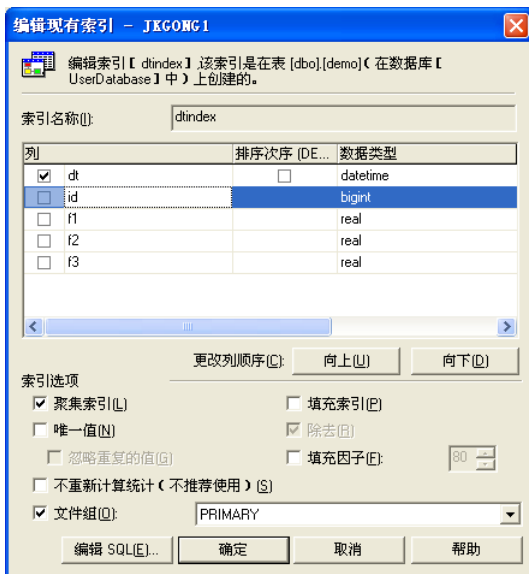 编辑现有索引 - JKGONG1
编辑索引[ dtindex ].该索引是在表 [dbo].[demo]( 在数据库[
UserDatabase ] 中 ) 上创建的。
索引名称(I): dtindex
列 排序次序 (DE... 数据类型
dt datetime
id bigint
f1 real
f2 real
f3 real
更改列顺序(C): 向上(U) 向下(D)
索引选项
聚集索引(L) 填充索引(P)
唯一值(N) 除去(R)
忽略重复的值(G) 填充因子(F): 80
不重新计算统计 ( 不推荐使用 ) (S)
文件组(O): PRIMARY
编辑 SQL(E)... 确定 取消 帮助